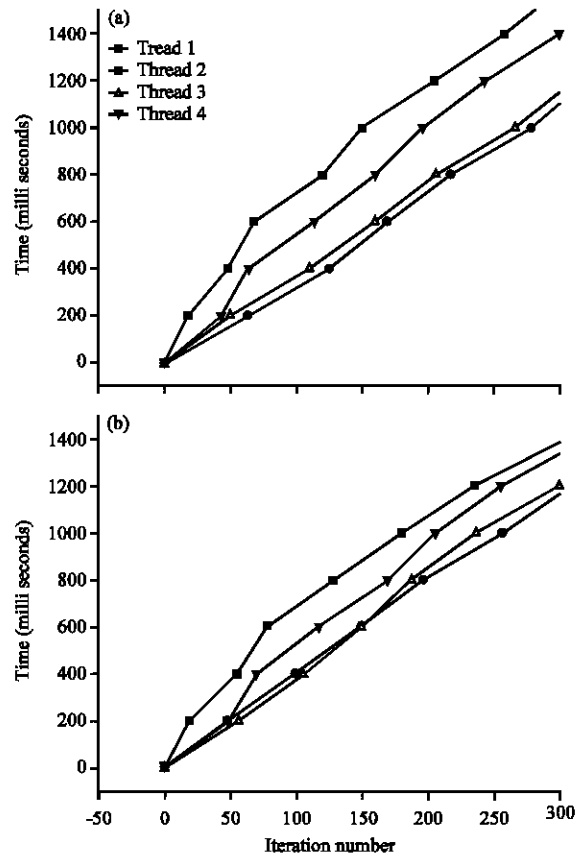 (a)
Tread 1
Thread 2
Thread 3
Thread 4
1400
1200
1000
800
600
400
200
0
Time (milli seconds)
(b)
1400
1200
1000
800
600
400
200
0
Time (milli seconds)
-50 0 50 100 150 200 250 300
Iteration number